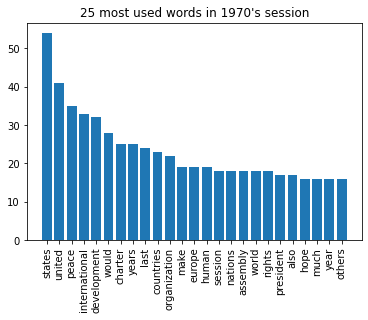 25 most used words in 1970's session
50
40
30
20
10
0
states
united
peace
international
development
would
charter
years
last
countries
organization
make
europe
human
session
nations
assembly
world
rights
president
also
hope
much
year
others